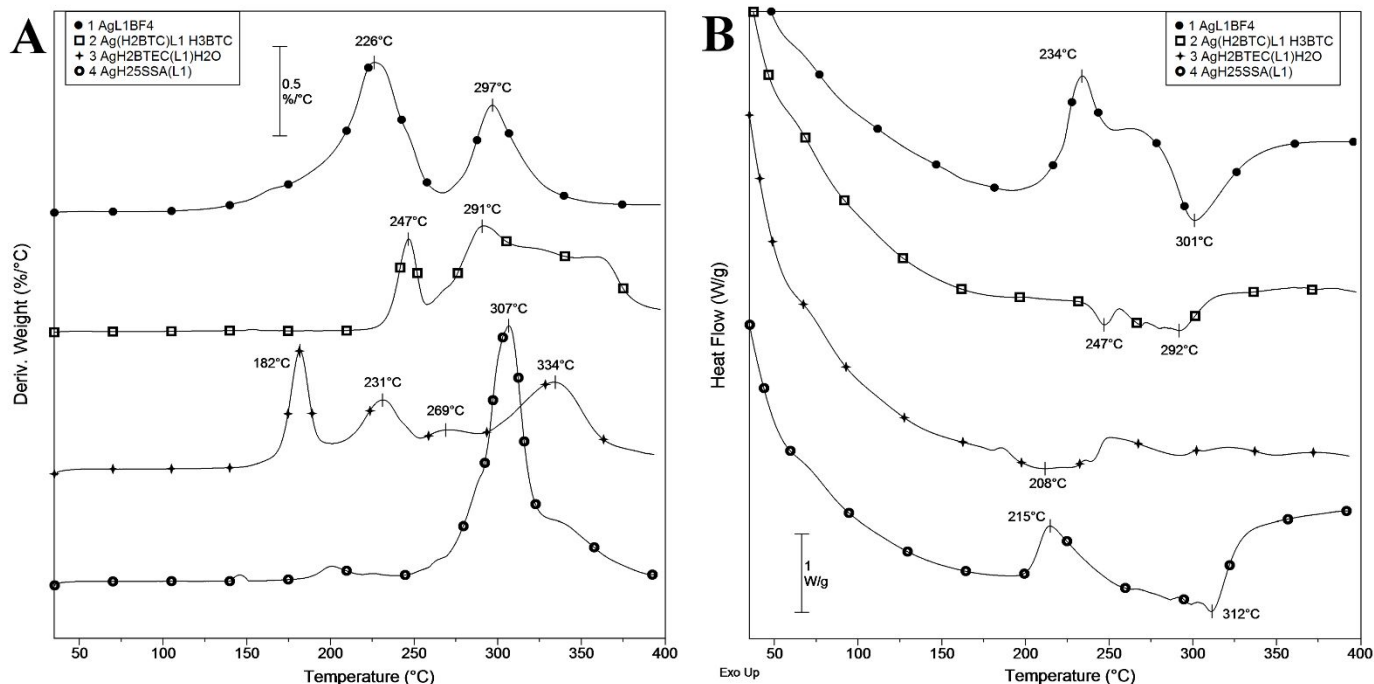 A
1 AgL1BF4
2 Ag(H2BTC)L1 H3BTC
3 AgH2BTEC(L1)H2O
4 AgH25SSA(L1)
0.5
%/°C
226°C
297°C
247°C
291°C
307°C
182°C
231°C
269°C
334°C
Deriv. Weight (%/°C)
50
100
150
200
250
300
350
400
Temperature (°C)
B
1 AgL1BF4
2 Ag(H2BTC)L1 H3BTC
3 AgH2BTEC(L1)H2O
4 AgH25SSA(L1)
234°C
301°C
247°C
292°C
208°C
215°C
312°C
1
W/g
Heat Flow (W/g)
50
100
150
200
250
300
350
400
Exo Up
Temperature (°C)